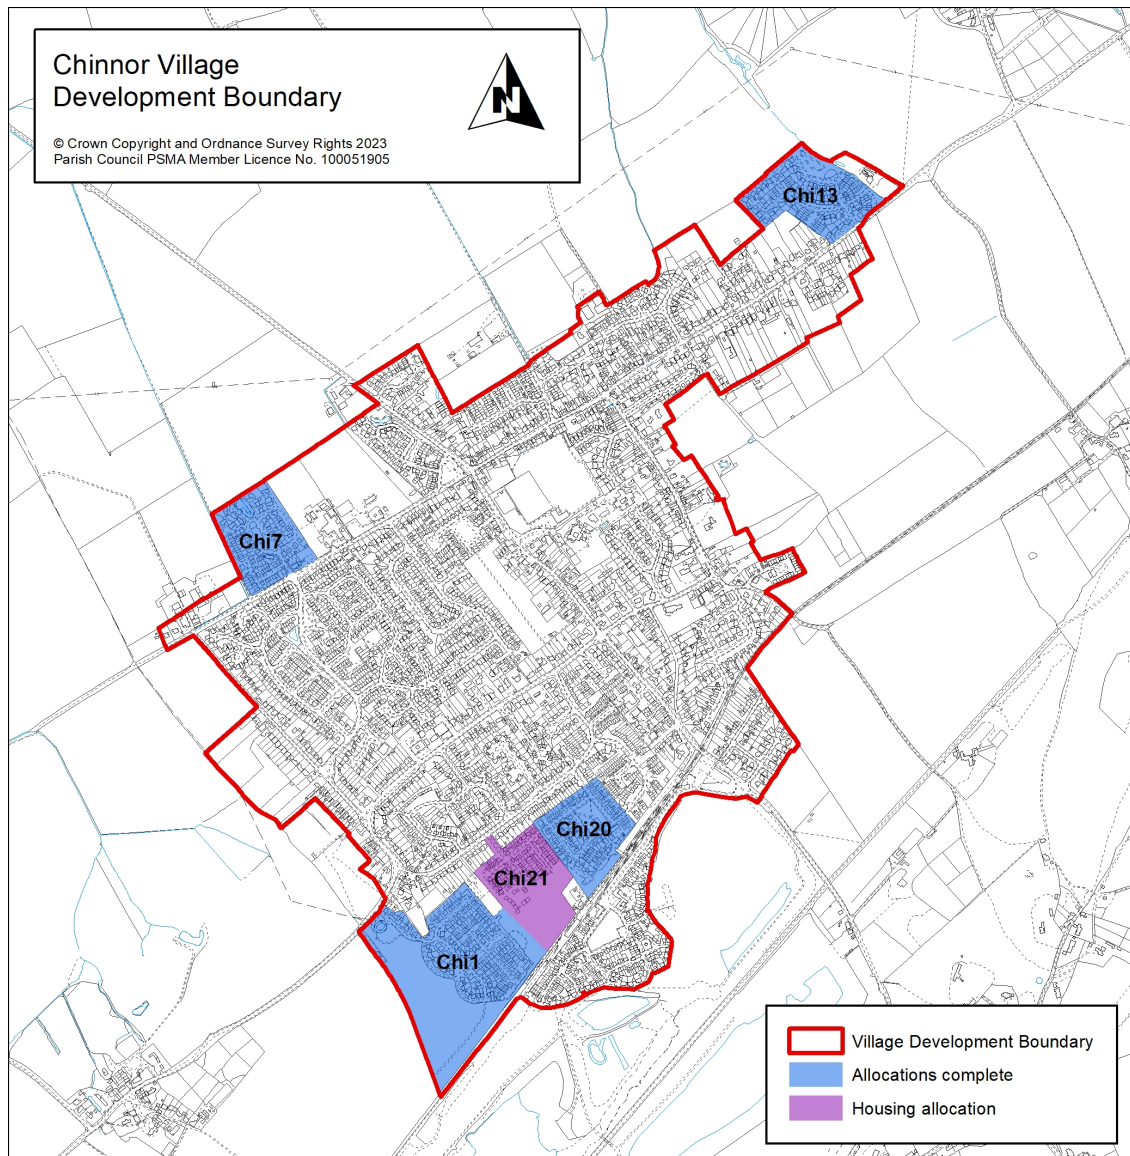 Chinnor Village
Development Boundary
© Crown Copyright and Ordnance Survey Rights 2023
Parish Council PSMA Member Licence No. 100051905
N
Chi13
Chi7
Chi20
Chi21
Chi1
Village Development Boundary
Allocations complete
Housing allocation